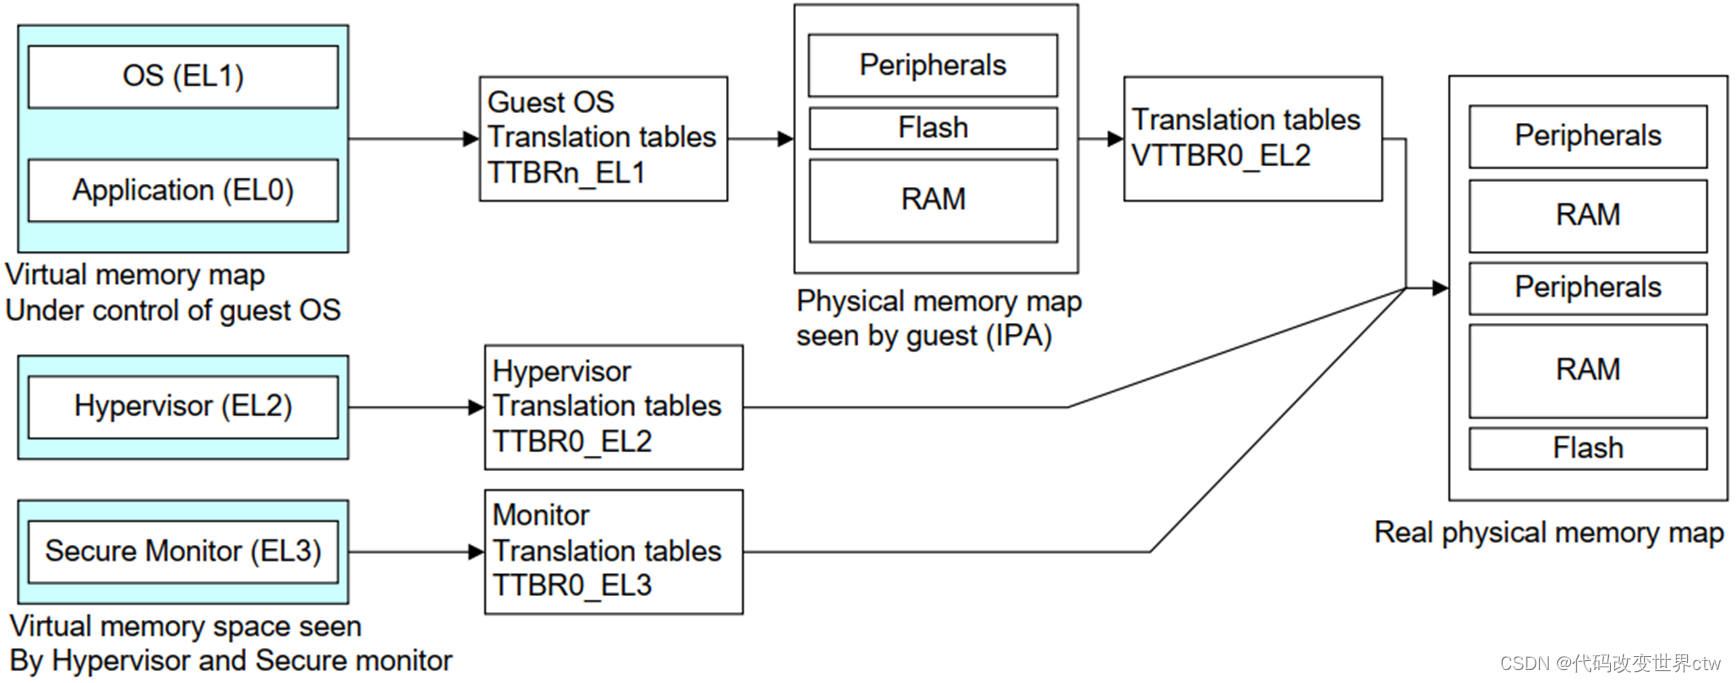 OS (EL1)
Application (EL0)
Virtual memory map
Under control of guest OS
Guest OS
Translation tables
TTBRn_EL1
Peripherals
Flash
RAM
Physical memory map
seen by guest (IPA)
Translation tables
VTTBR0_EL2
Peripherals
RAM
Peripherals
RAM
Flash
Real physical memory map
Hypervisor (EL2)
Hypervisor
Translation tables
TTBR0_EL2
Secure Monitor (EL3)
Monitor
Translation tables
TTBR0_EL3
Virtual memory space seen
By Hypervisor and Secure monitor
CSDN @代码改变世界ctw